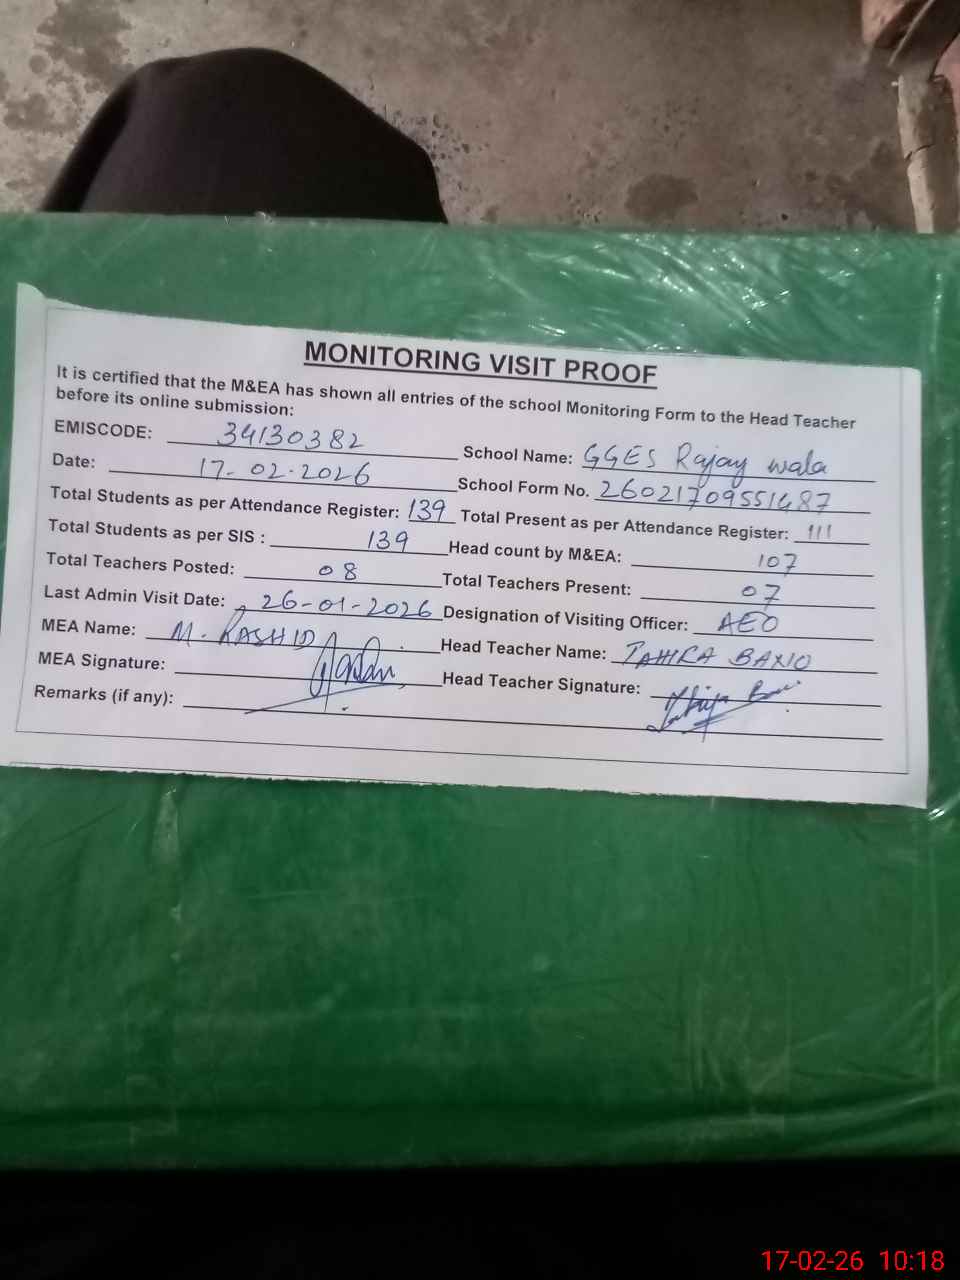 MONITORING VISIT PROOF
It is certified that the M&EA has shown all entries of the school Monitoring Form to the Head Teacher
before its online submission:
EMISCODE: 34130382 School Name: GGES Rajay wala
Date: 17-02-2026 School Form No. 26021709551487
Total Students as per Attendance Register: 139 Total Present as per Attendance Register: 111
Total Students as per SIS : 139 Head count by M&EA: 107
Total Teachers Posted: 08 Total Teachers Present: 07
Last Admin Visit Date: 26-01-2026 Designation of Visiting Officer: AEO
MEA Name: M. RASHID Head Teacher Name: TAHIRA BANO
MEA Signature: Head Teacher Signature:
Remarks (if any):
17-02-26 10:18